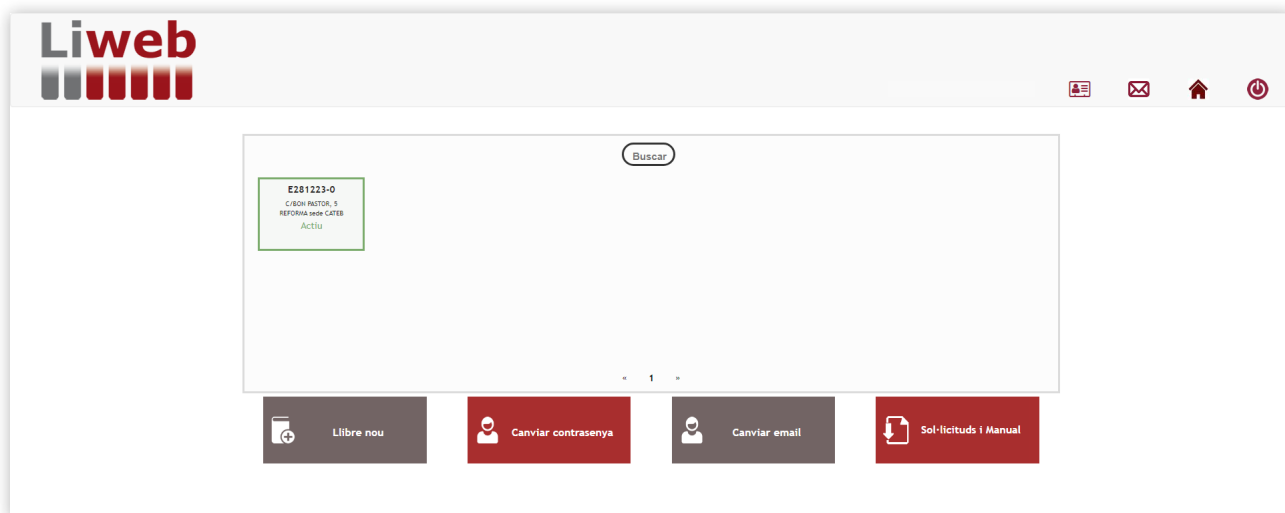 Liweb
Buscar
E281223-0
C/BON PASTOR, 5
REFORMA sede CATEB
Actiu
« 1 »
Llibre nou
Canviar contrasenya
Canviar email
Sol·licituds i Manual